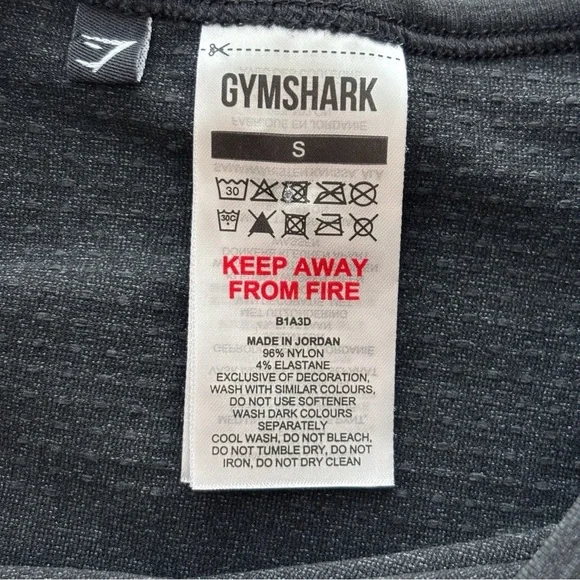 GYMSHARK
S
30
30C
KEEP AWAY
FROM FIRE
B1A3D
MADE IN JORDAN
96% NYLON
4% ELASTANE
EXCLUSIVE OF DECORATION,
WASH WITH SIMILAR COLOURS,
DO NOT USE SOFTENER
WASH DARK COLOURS
SEPARATELY
COOL WASH, DO NOT BLEACH,
DO NOT TUMBLE DRY, DO NOT
IRON, DO NOT DRY CLEAN